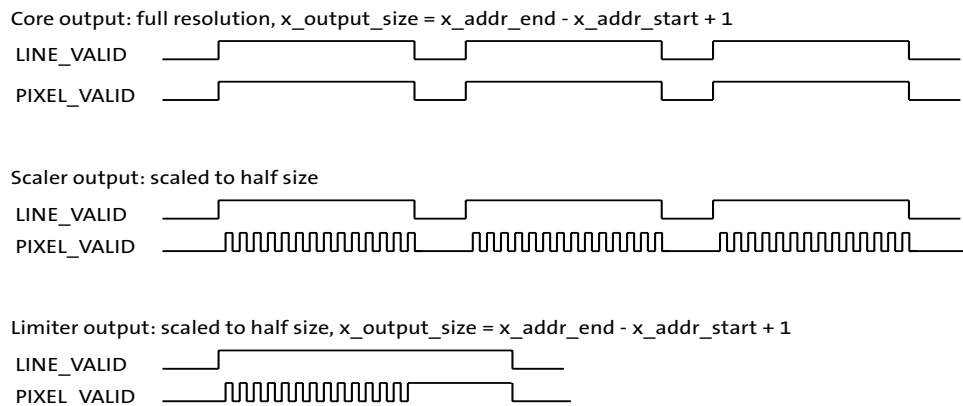 Core output: full resolution, x_output_size = x_addr_end - x_addr_start + 1
LINE_VALID
PIXEL_VALID
Scaler output: scaled to half size
LINE_VALID
PIXEL_VALID
Limiter output: scaled to half size, x_output_size = x_addr_end - x_addr_start + 1
LINE_VALID
PIXEL_VALID